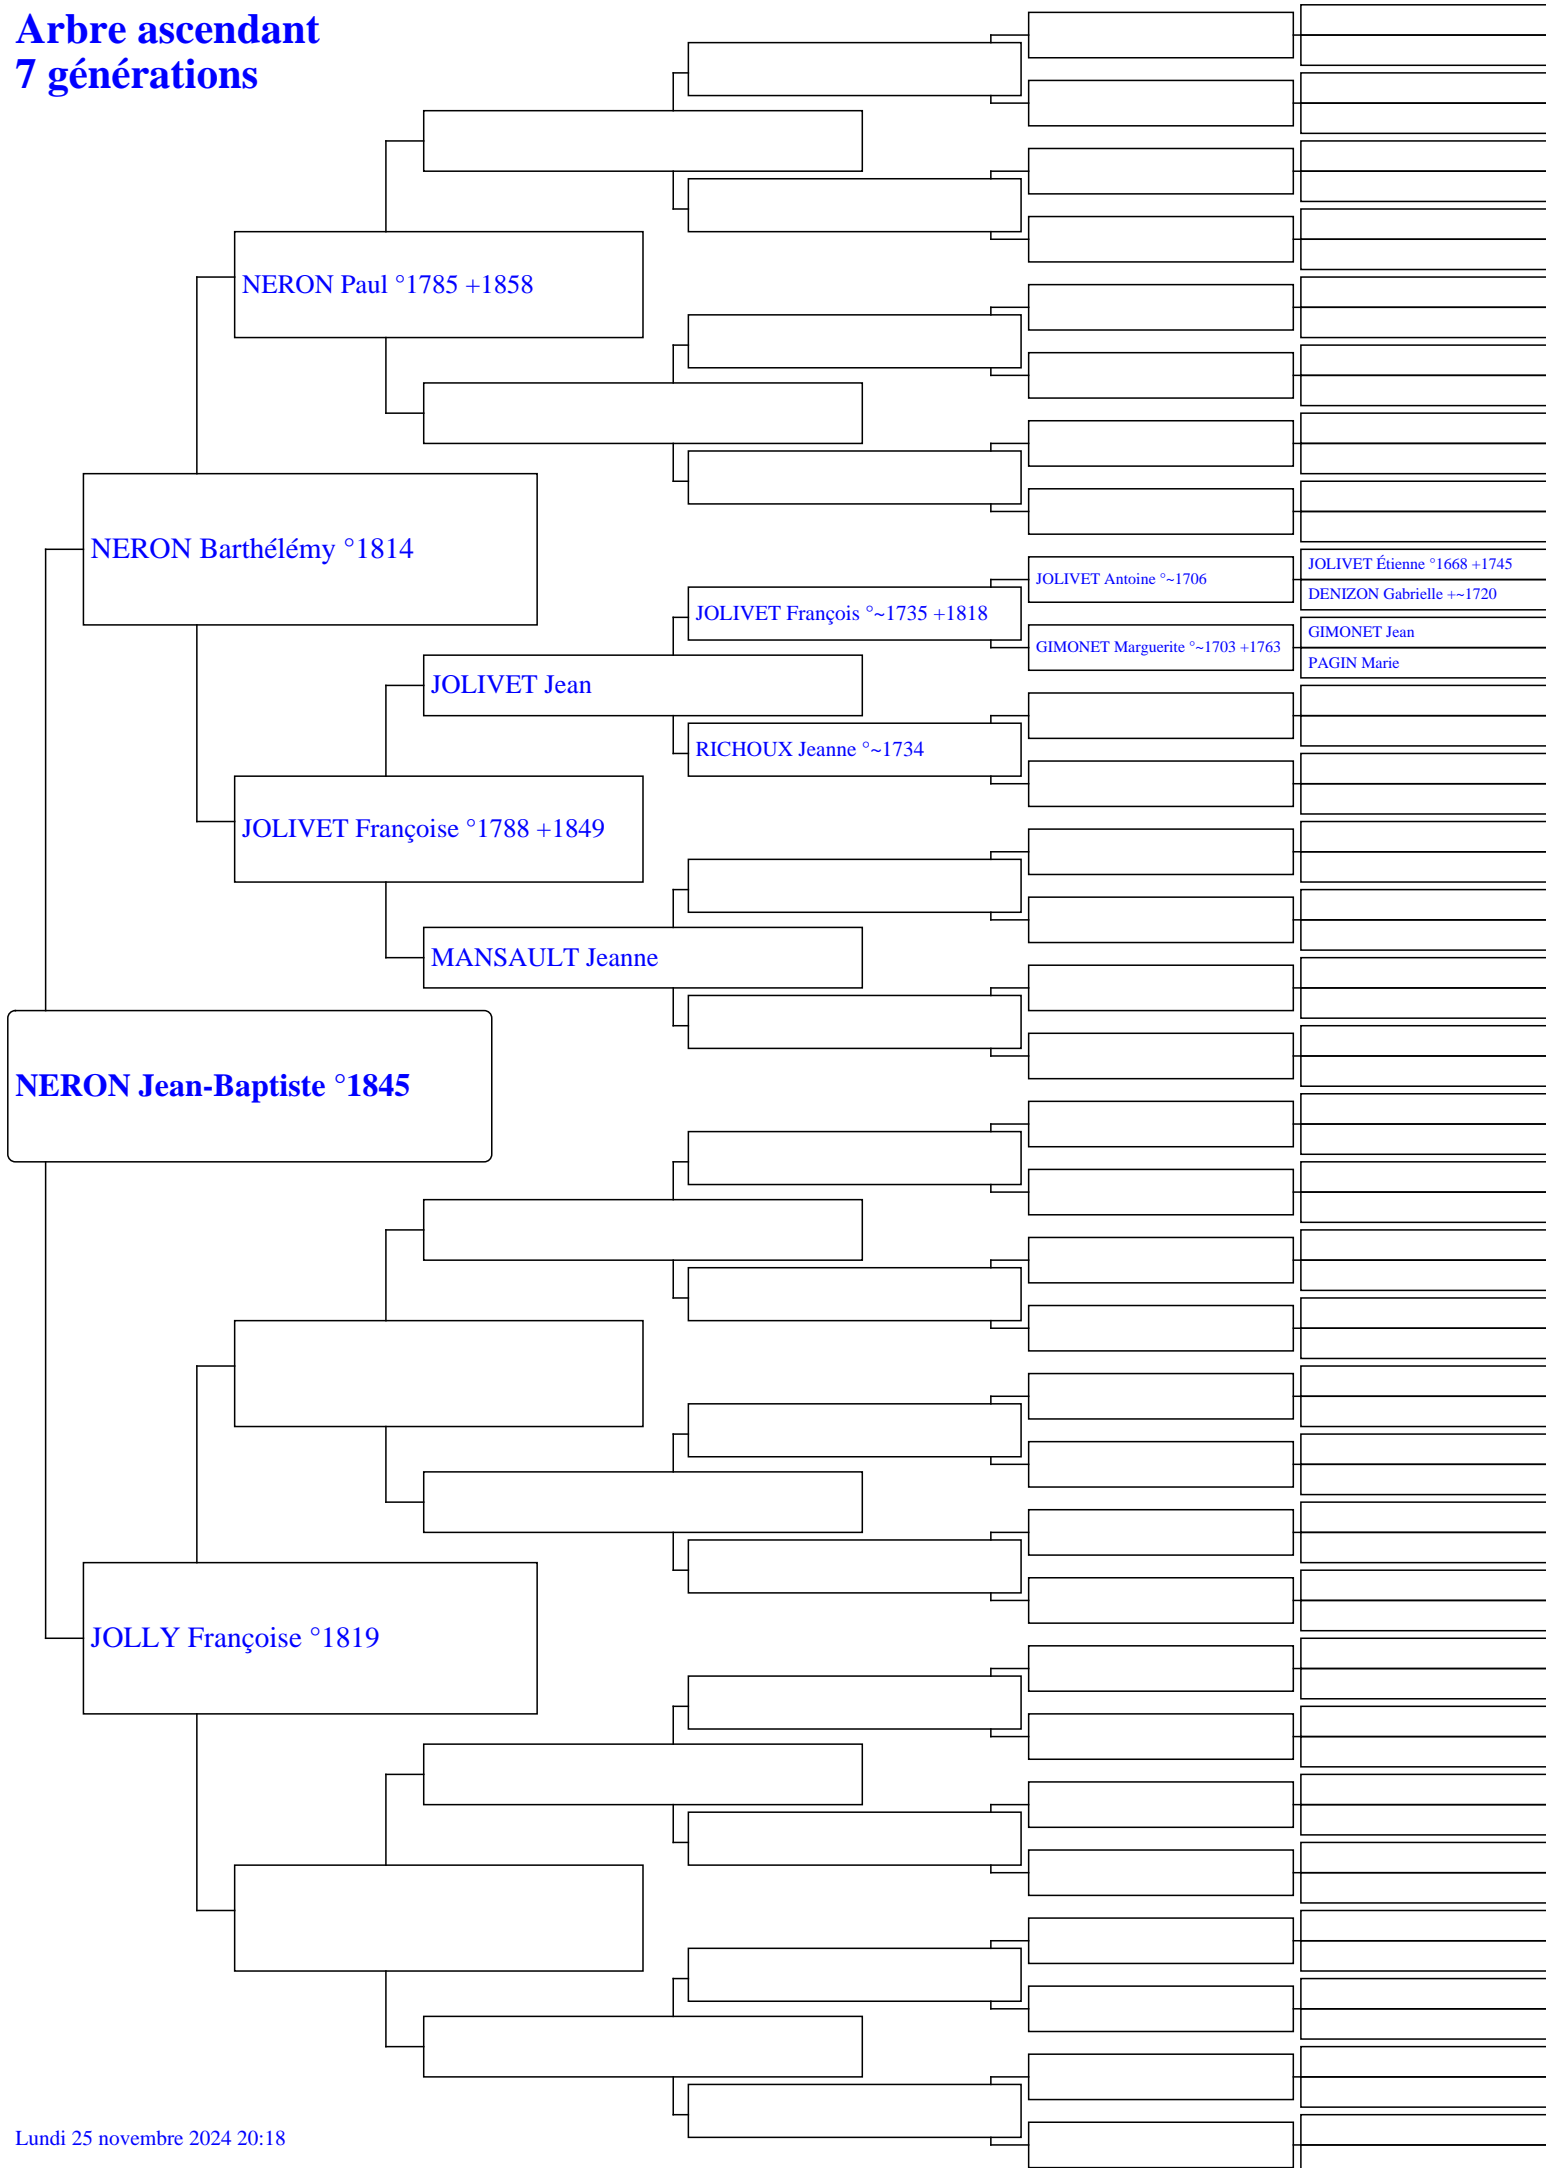 Arbre ascendant
7 générations
NERON Paul °1785 +1858
NERON Barthélémy °1814
JOLIVET Étienne °1668 +1745
JOLIVET Antoine °~1706
DENIZON Gabrielle +~1720
JOLIVET François °~1735 +1818
GIMONET Jean
GIMONET Marguerite °~1703 +1763
PAGIN Marie
JOLIVET Jean
RICHOUX Jeanne °~1734
JOLIVET Françoise °1788 +1849
MANSAULT Jeanne
NERON Jean-Baptiste °1845
JOLLY Françoise °1819
Lundi 25 novembre 2024 20:18